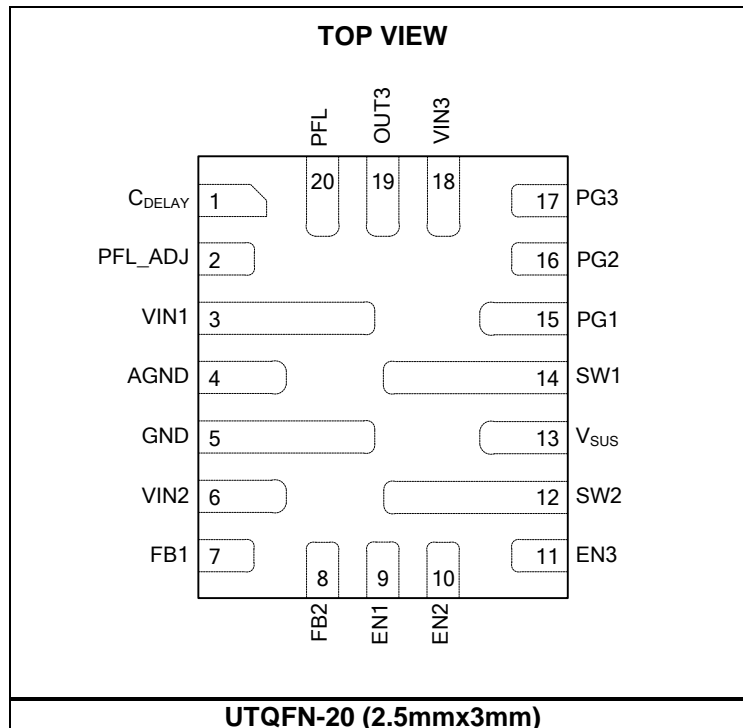 TOP VIEW
PFL
OUT3
VIN3
20
19
18
C_DELAY 1
17 PG3
PFL_ADJ 2
16 PG2
VIN1 3
15 PG1
AGND 4
14 SW1
GND 5
13 V_SUS
VIN2 6
12 SW2
FB1 7
11 EN3
8
9
10
FB2
EN1
EN2
UTQFN-20 (2.5mmx3mm)